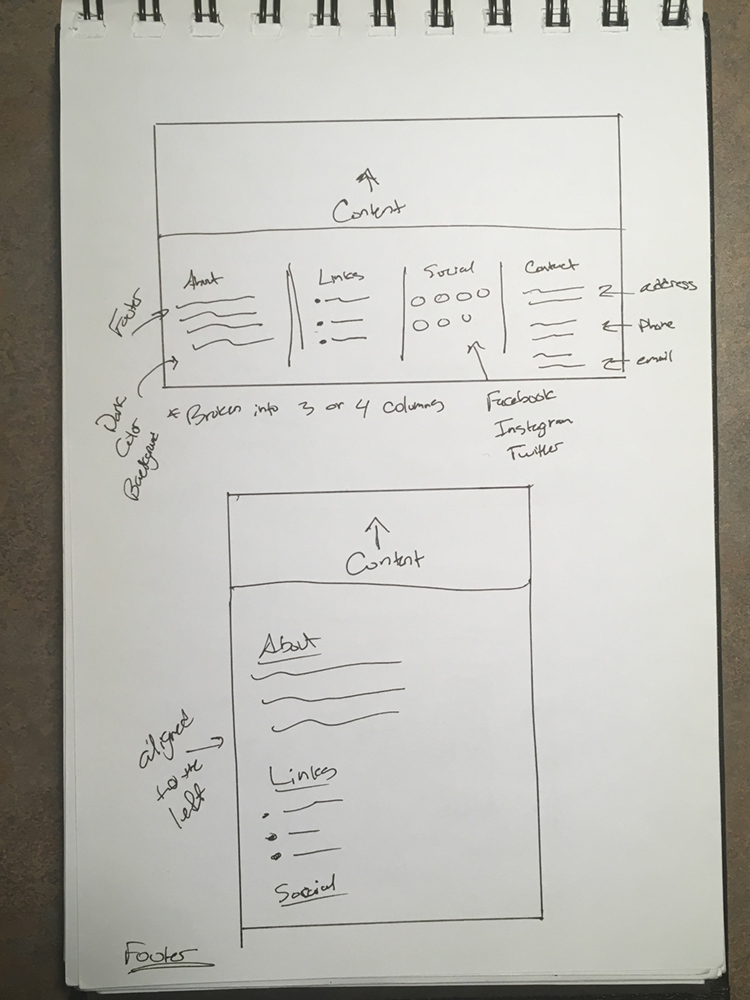 Content
About
Links
Social
Contact
address
Phone
email
Footer
Dark
Color
Background
* Broken into 3 or 4 columns
Facebook
Instagram
Twitter
Content
About
aligned
to the
left
Links
Social
Footer